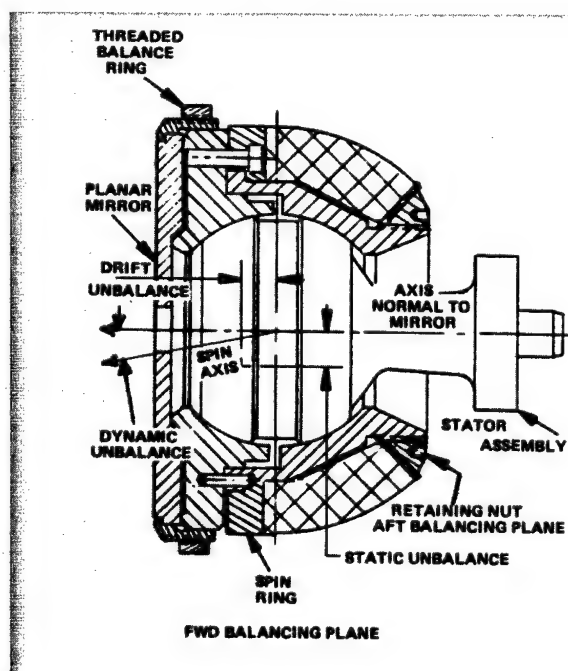 THREADED
BALANCE
RING
PLANAR
MIRROR
DRIFT
UNBALANCE
AXIS
NORMAL TO
MIRROR
SPIN
AXIS
DYNAMIC
UNBALANCE
STATOR
ASSEMBLY
RETAINING NUT
AFT BALANCING PLANE
STATIC UNBALANCE
SPIN
RING
FWD BALANCING PLANE